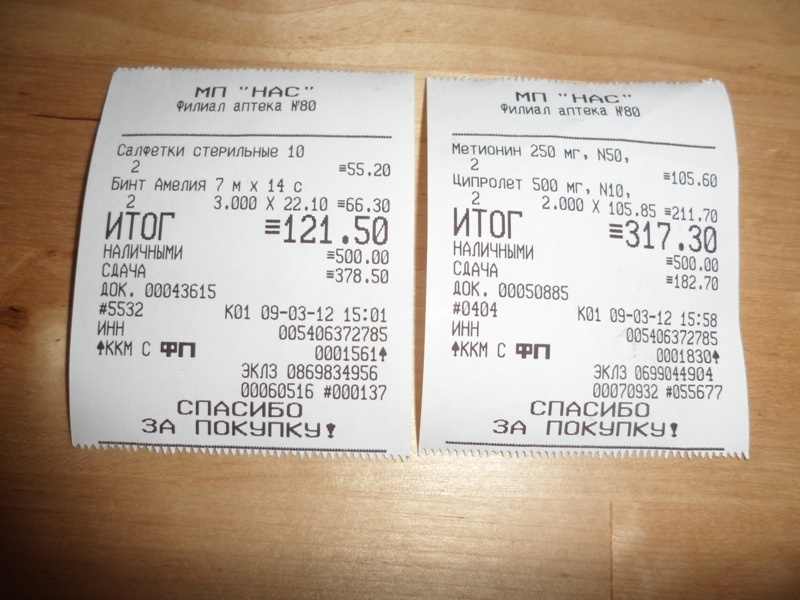 МП "НАС"
Филиал аптека №80
Салфетки стерильные 10
2 ≡55.20
Бинт Амелия 7 м х 14 с
2 3.000 X 22.10 ≡66.30
ИТОГ ≡121.50
НАЛИЧНЫМИ ≡500.00
СДАЧА ≡378.50
ДОК. 00043615
#5532 К01 09-03-12 15:01
ИНН 005406372785
♠ККМ С ФП 0001561♠
ЭКЛЗ 0869834956
00060516 #000137
СПАСИБО
ЗА ПОКУПКУ!
МП "НАС"
Филиал аптека №80
Метионин 250 мг, N50,
2 ≡105.60
Ципролет 500 мг, N10,
2 2.000 X 105.85 ≡211.70
ИТОГ ≡317.30
НАЛИЧНЫМИ ≡500.00
СДАЧА ≡182.70
ДОК. 00050885
#0404 К01 09-03-12 15:58
ИНН 005406372785
♠ККМ С ФП 0001830♠
ЭКЛЗ 0699044904
00070932 #055677
СПАСИБО
ЗА ПОКУПКУ!